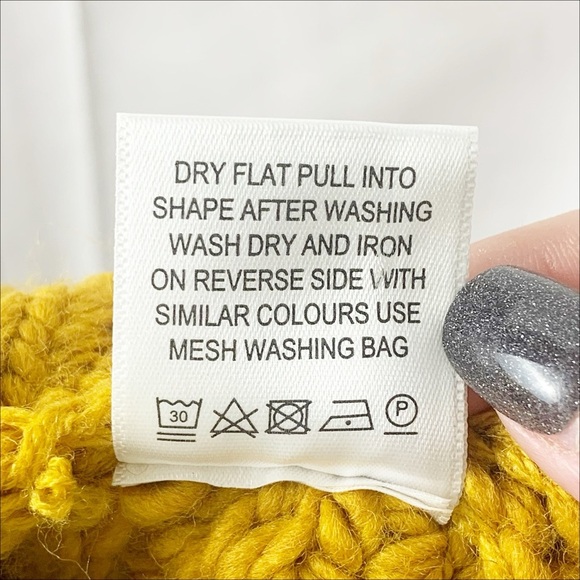 DRY FLAT PULL INTO
SHAPE AFTER WASHING
WASH DRY AND IRON
ON REVERSE SIDE WITH
SIMILAR COLOURS USE
MESH WASHING BAG
30 P